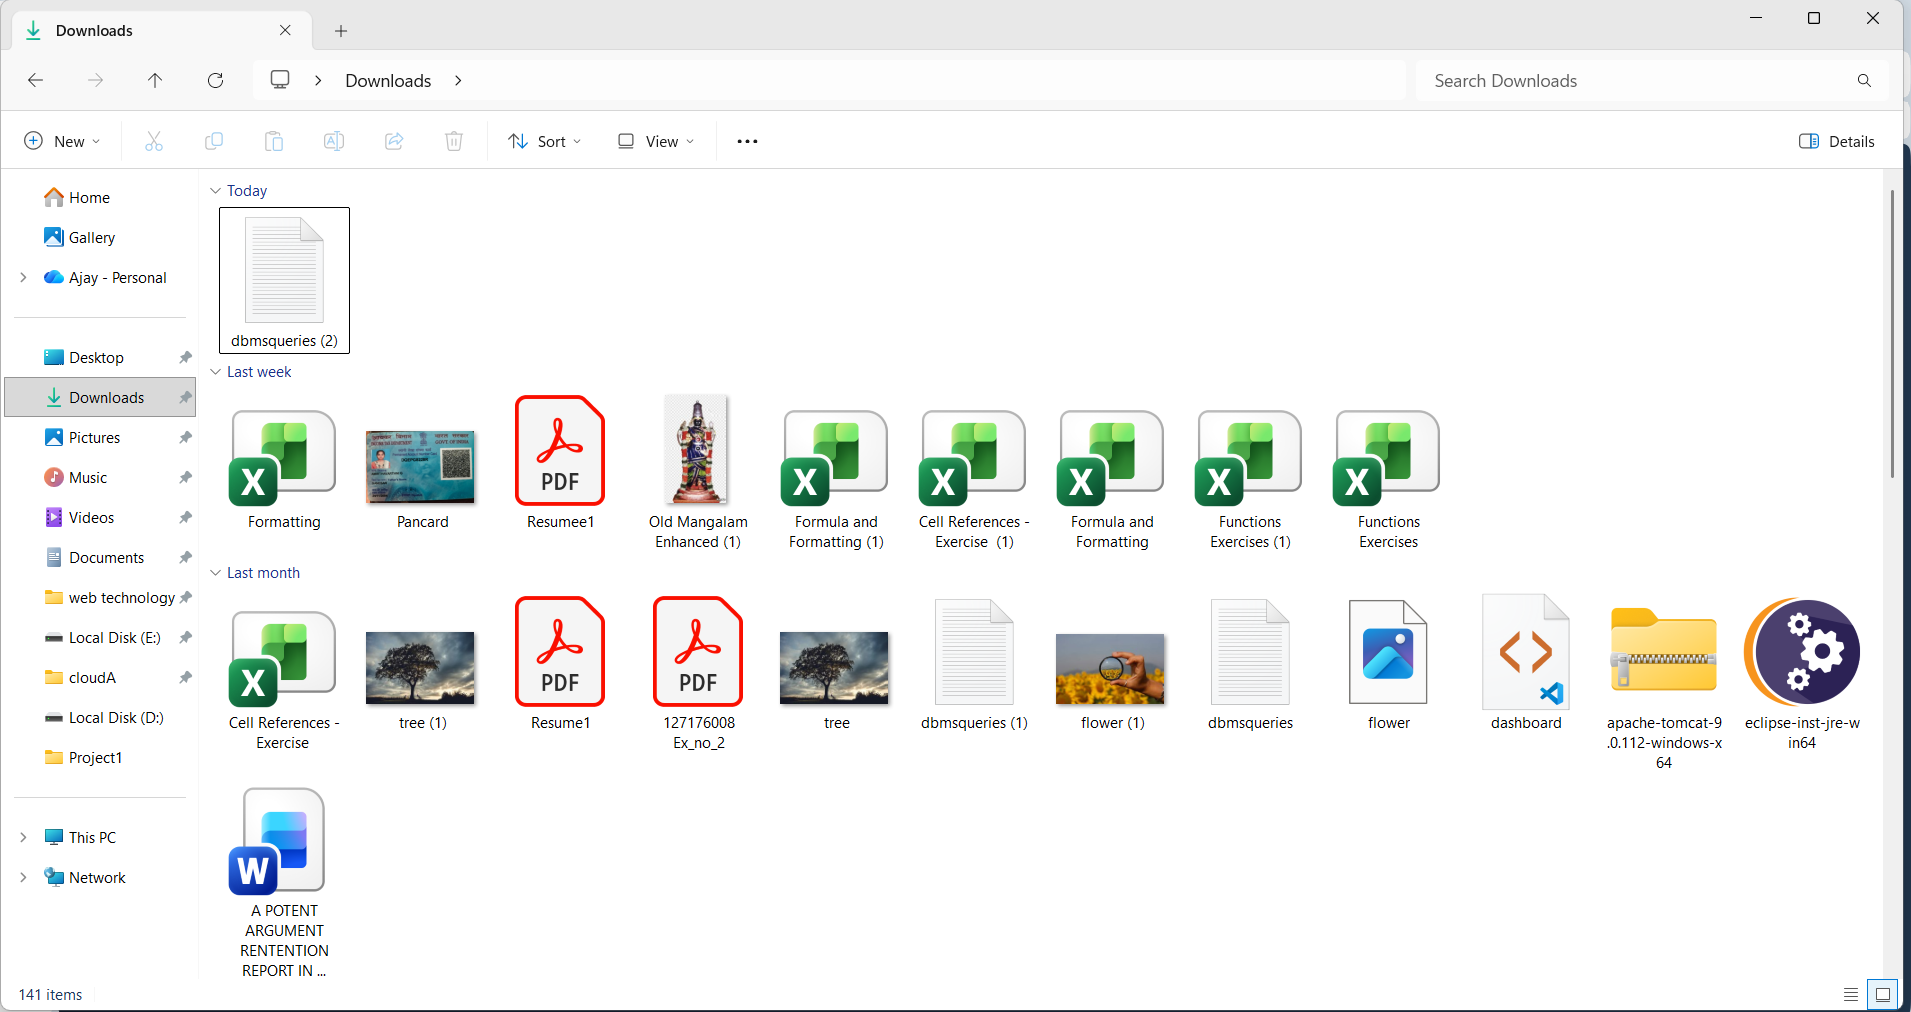 Downloads
Downloads
Search Downloads
New
Sort
View
Details
Home
Gallery
Ajay - Personal
Desktop
Downloads
Pictures
Music
Videos
Documents
web technology
Local Disk (E:)
cloudA
Local Disk (D:)
Project1
This PC
Network
Today
dbmsqueries (2)
Last week
Formatting
Pancard
PDF
Resumee1
Old Mangalam
Enhanced (1)
Formula and
Formatting (1)
Cell References -
Exercise (1)
Formula and
Formatting
Functions
Exercises (1)
Functions
Exercises
Last month
Cell References -
Exercise
tree (1)
PDF
Resume1
PDF
127176008
Ex_no_2
tree
dbmsqueries (1)
flower (1)
dbmsqueries
flower
dashboard
apache-tomcat-9
.0.112-windows-x
64
eclipse-inst-jre-w
in64
A POTENT
ARGUMENT
RENTENTION
REPORT IN ...
141 items